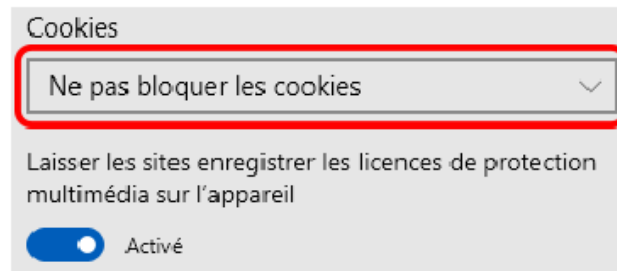 Cookies
Ne pas bloquer les cookies
Laisser les sites enregistrer les licences de protection
multimédia sur l'appareil
Activé